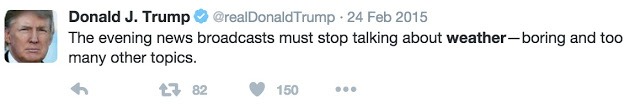 Donald J. Trump @realDonaldTrump · 24 Feb 2015
The evening news broadcasts must stop talking about weather—boring and too
many other topics.
82 150